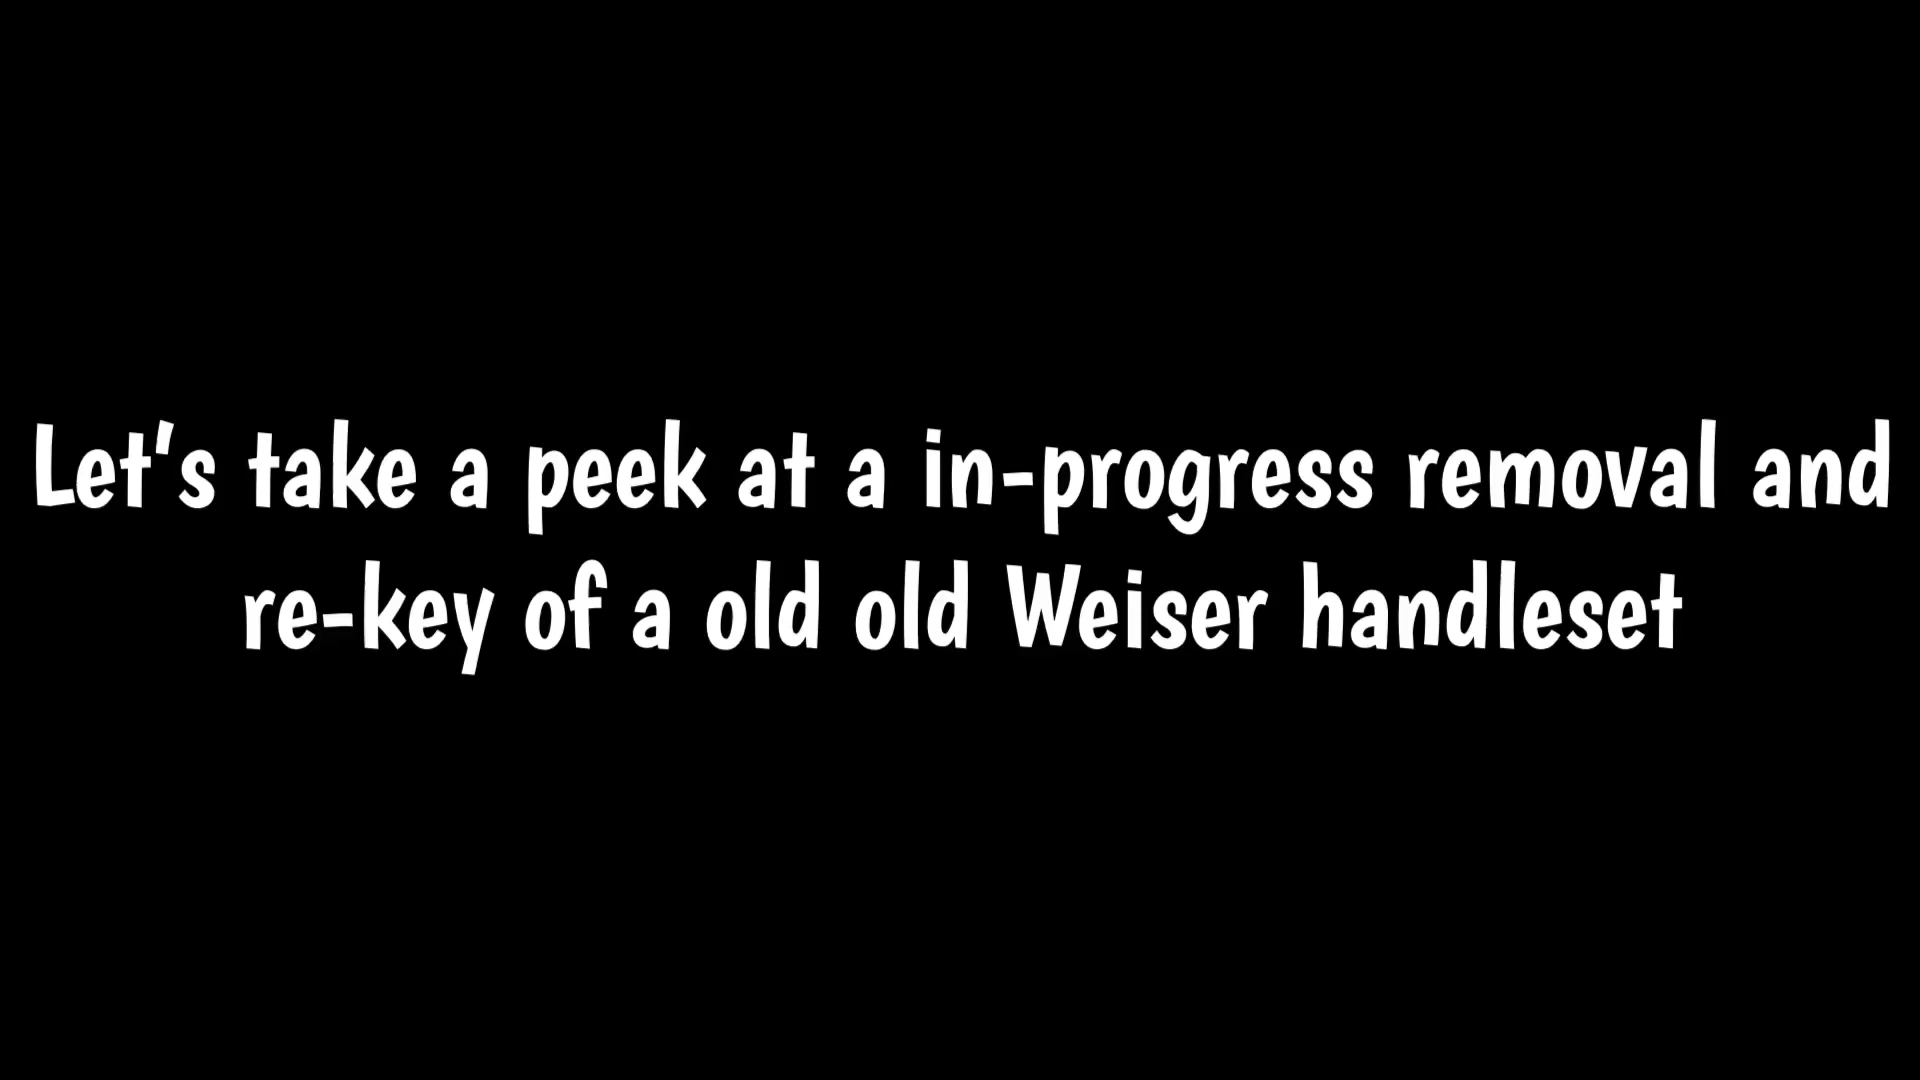 Let's take a peek at a in-progress removal and
re-key of a old old Weiser handleset